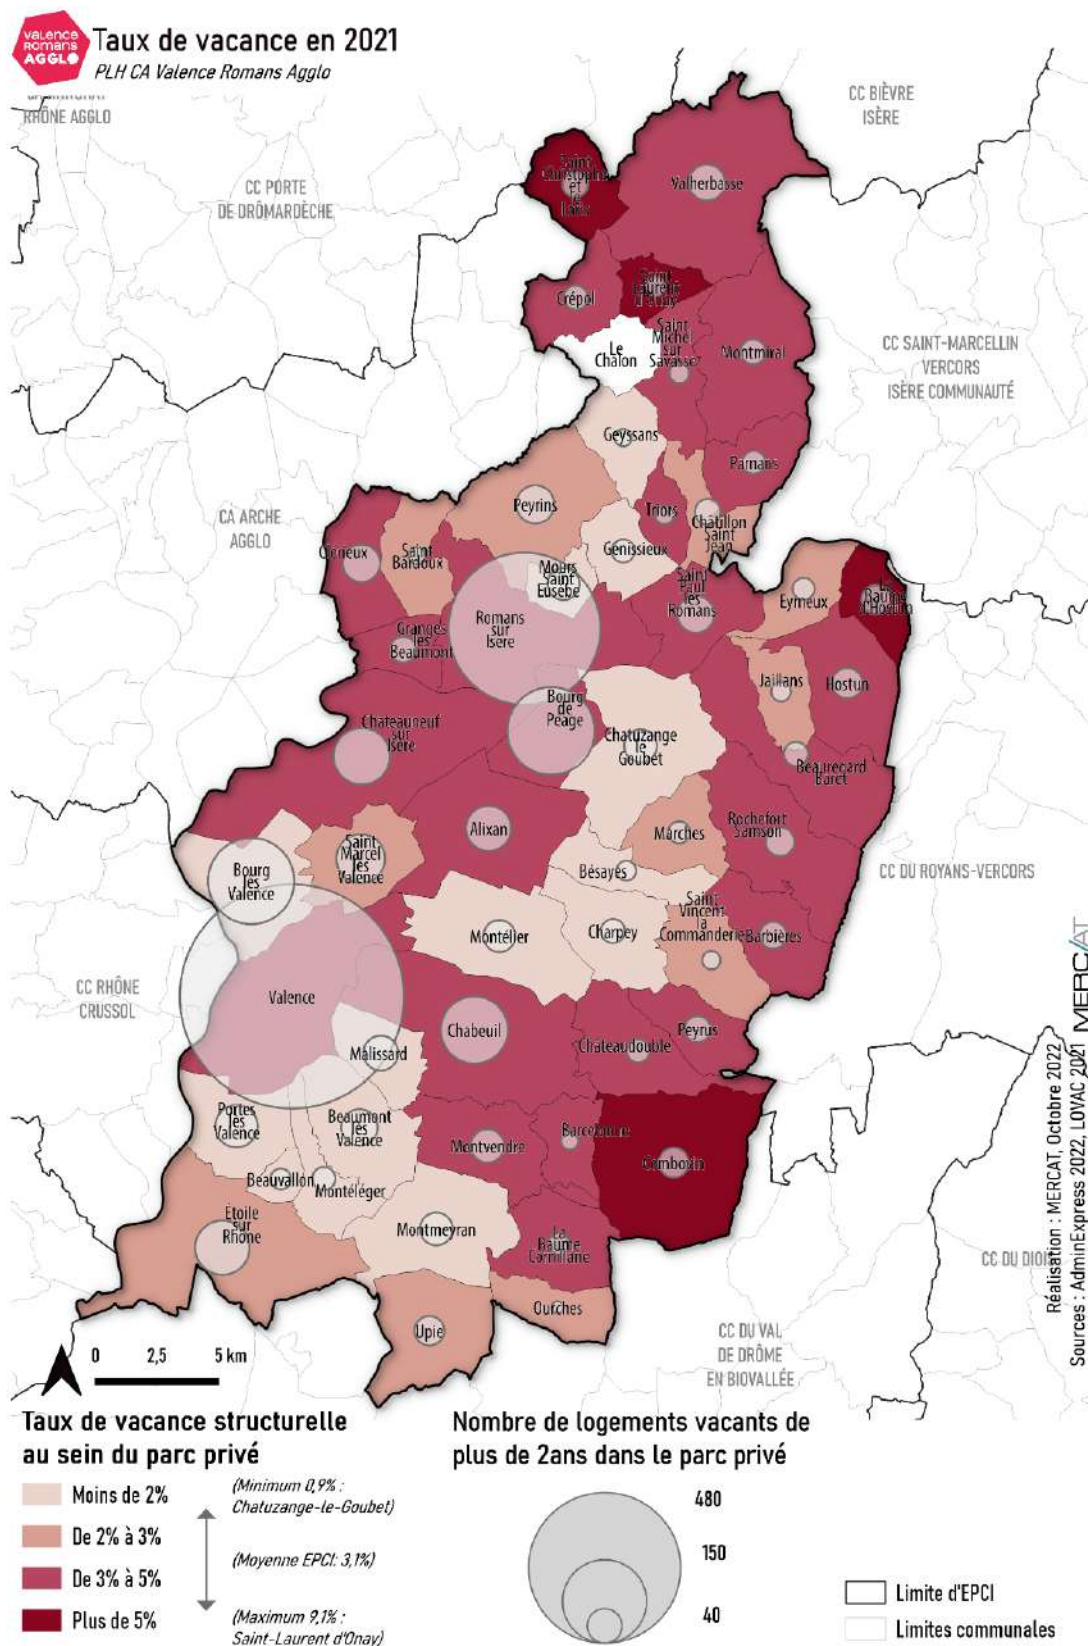 valence
Romans
AGGLO
Taux de vacance en 2021
PLH CA Valence Romans Agglo
RHÔNE AGGLO
CC BIÈVRE
ISÈRE
CC PORTE
DE DRÔMARDÈCHE
Saint
Christophe
et
le
Laris
Valherbasse
Crépol
Saint
Laurent
d'Onay
Le
Chalon
Saint
Michel
sur
Savasse
Montmiral
CC SAINT-MARCELLIN
VERCORS
ISÈRE COMMUNAUTÉ
Geyssans
Parnans
Peyrins
Triors
Châtillon
Saint
Jean
CA ARCHE
AGGLO
Clérieux
Saint
Bardoux
Génissieux
Mours
Saint
Eusèbe
Saint
Paul
lès
Romans
Eymeux
La
Baume
d'Hostun
Romans
sur
Isère
Granges
les
Beaumont
Jaillans
Hostun
Bourg
de
Péage
Chatuzange
le
Goubet
Châteauneuf
sur
Isère
Beauregard
Baret
Alixan
Marches
Rochefort
Samson
Saint
Marcel
lès
Valence
Bourg
lès
Valence
Bésayes
CC DU ROYANS-VERCORS
Montélier
Charpey
Saint
Vincent
la
Commanderie
Barbières
CC RHÔNE
CRUSSOL
Valence
Chabeuil
Peyrus
Châteaudouble
Malissard
Portes
lès
Valence
Beaumont
lès
Valence
Montvendre
Barcelonne
Combovin
Beauvallon
Montéléger
Etoile
sur
Rhône
Montmeyran
La
Baume
Cornillane
CC DU DIOIS
Ourches
Upie
CC DU VAL
DE DRÔME
EN BIOVALLÉE
MERC/AT
Réalisation : MERCAT, Octobre 2022
Sources : AdminExpress 2022, LOVAC 2021
0 2,5 5 km
Taux de vacance structurelle
au sein du parc privé
Moins de 2%
De 2% à 3%
De 3% à 5%
Plus de 5%
(Minimum 0,9% :
Chatuzange-le-Goubet)
(Moyenne EPCI: 3,1%)
(Maximum 9,1% :
Saint-Laurent d'Onay)
Nombre de logements vacants de
plus de 2ans dans le parc privé
480
150
40
Limite d'EPCI
Limites communales